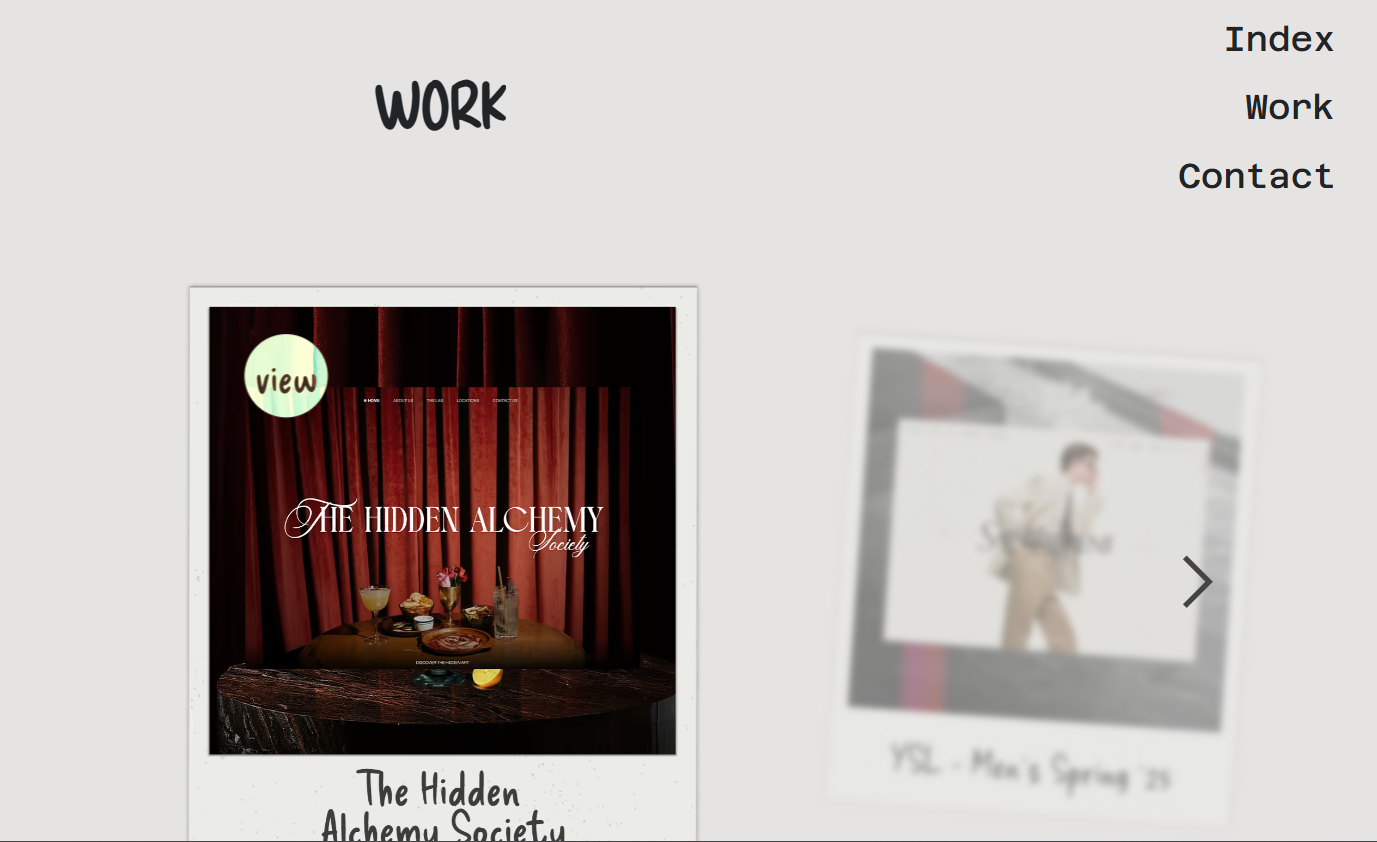 Index
WORK
Work
Contact
view
HOME ABOUT US THE LAB LOCATIONS CONTACT US
THE HIDDEN ALCHEMY
Society
DISCOVER THE HIDDEN ART
The Hidden
Alchemy Society
YSL - Men's Spring '25